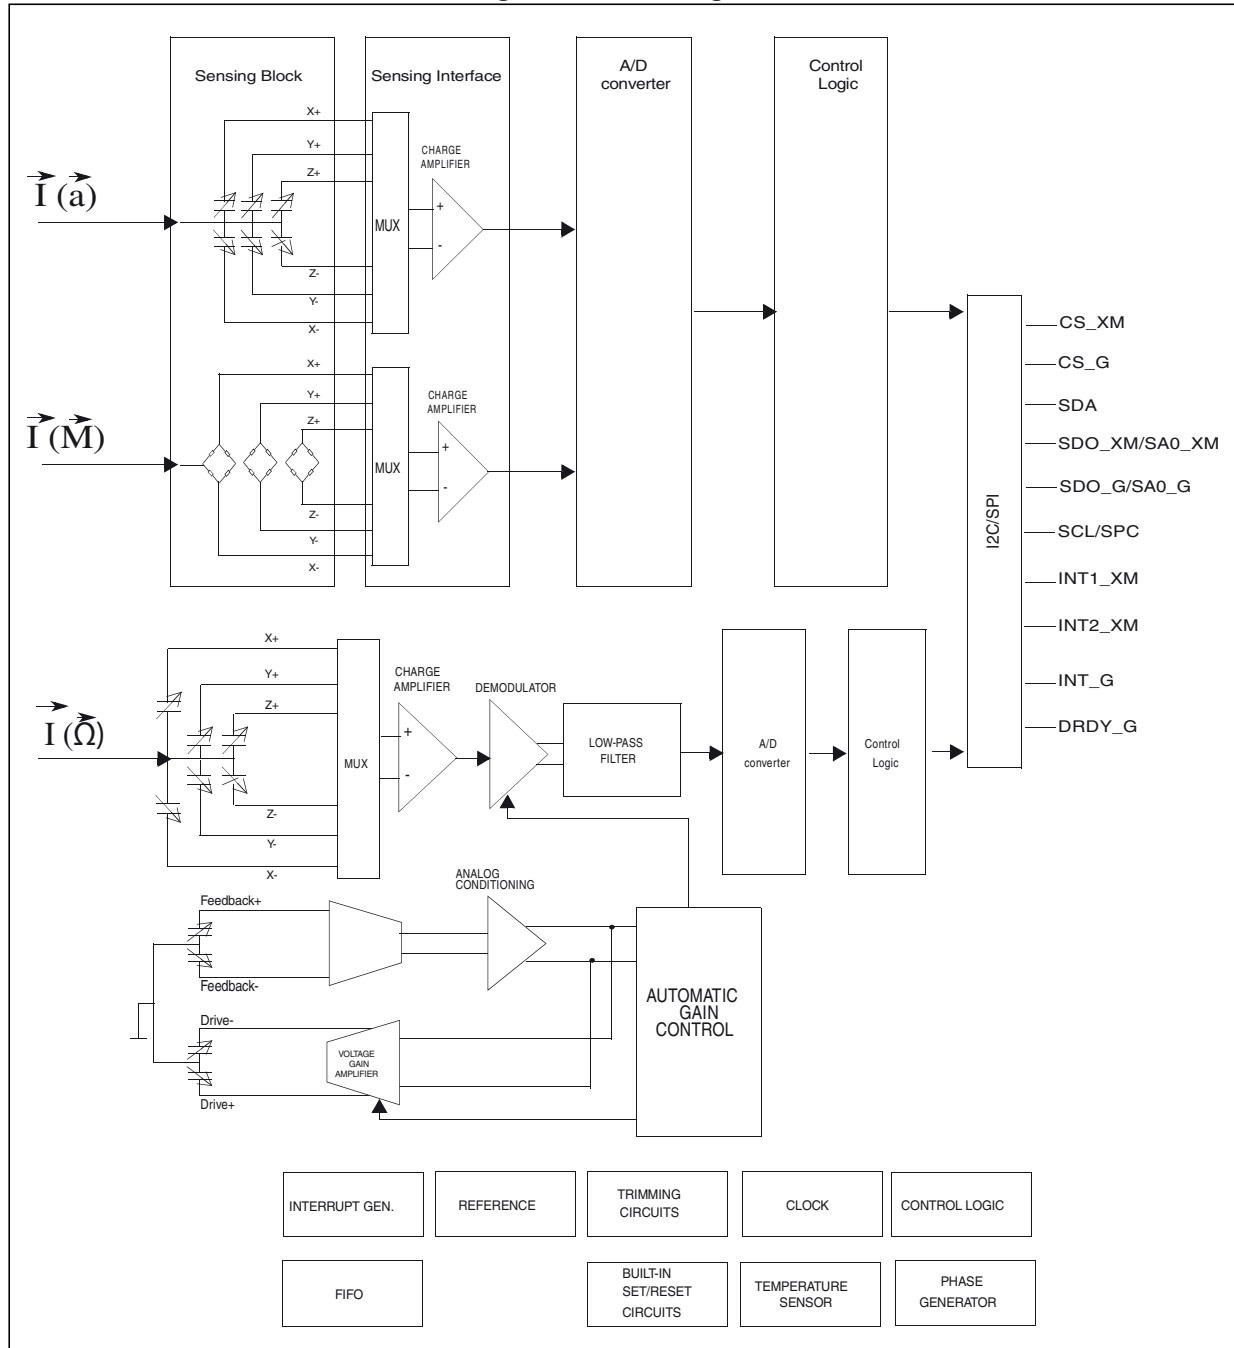 Sensing Block
Sensing Interface
A/D
converter
Control
Logic
X+
Y+
Z+
CHARGE
AMPLIFIER
I (a)
+
MUX
-
Z-
Y-
X-
X+
Y+
Z+
CHARGE
AMPLIFIER
I (M)
+
MUX
-
Z-
Y-
X-
I2C/SPI
CS_XM
CS_G
SDA
SDO_XM/SA0_XM
SDO_G/SA0_G
SCL/SPC
INT1_XM
INT2_XM
INT_G
DRDY_G
X+
Y+
Z+
CHARGE
AMPLIFIER
DEMODULATOR
I (Ω)
+
MUX
-
LOW-PASS
FILTER
A/D
converter
Control
Logic
Z-
Y-
X-
ANALOG
CONDITIONING
Feedback+
Feedback-
AUTOMATIC
GAIN
CONTROL
Drive-
VOLTAGE
GAIN
AMPLIFIER
Drive+
INTERRUPT GEN.
REFERENCE
TRIMMING
CIRCUITS
CLOCK
CONTROL LOGIC
FIFO
BUILT-IN
SET/RESET
CIRCUITS
TEMPERATURE
SENSOR
PHASE
GENERATOR